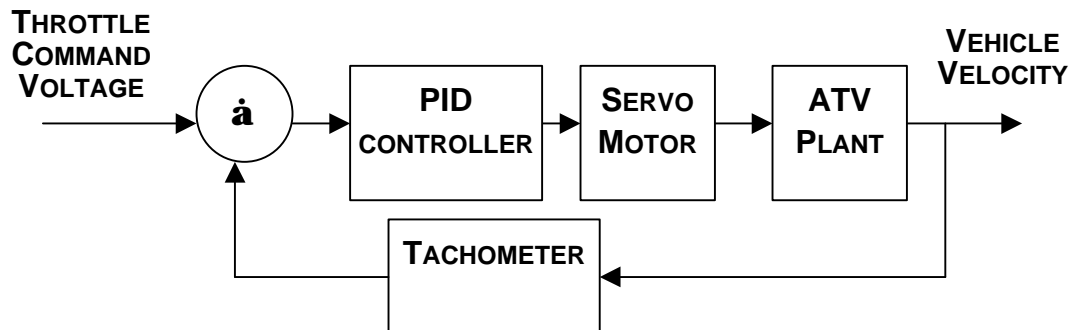 THROTTLE
COMMAND
VOLTAGE
VEHICLE
VELOCITY
ȧ
PID
CONTROLLER
SERVO
MOTOR
ATV
PLANT
TACHOMETER